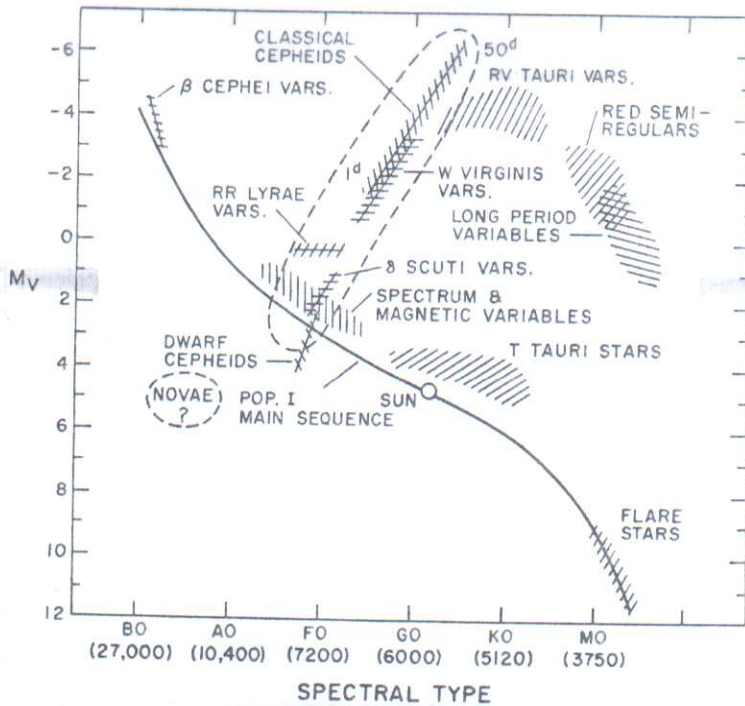 CLASSICAL
CEPHEIDS
50ᵈ
β CEPHEI VARS.
RV TAURI VARS.
RED SEMI-
REGULARS
1ᵈ
W VIRGINIS
VARS.
RR LYRAE
VARS.
LONG PERIOD
VARIABLES
δ SCUTI VARS.
SPECTRUM &
MAGNETIC VARIABLES
DWARF
CEPHEIDS
T TAURI STARS
NOVAE
?
POP. I
MAIN SEQUENCE
SUN
FLARE
STARS
-6
-4
-2
0
Mv
2
4
6
8
10
12
BO AO FO GO KO MO
(27,000) (10,400) (7200) (6000) (5120) (3750)
SPECTRAL TYPE